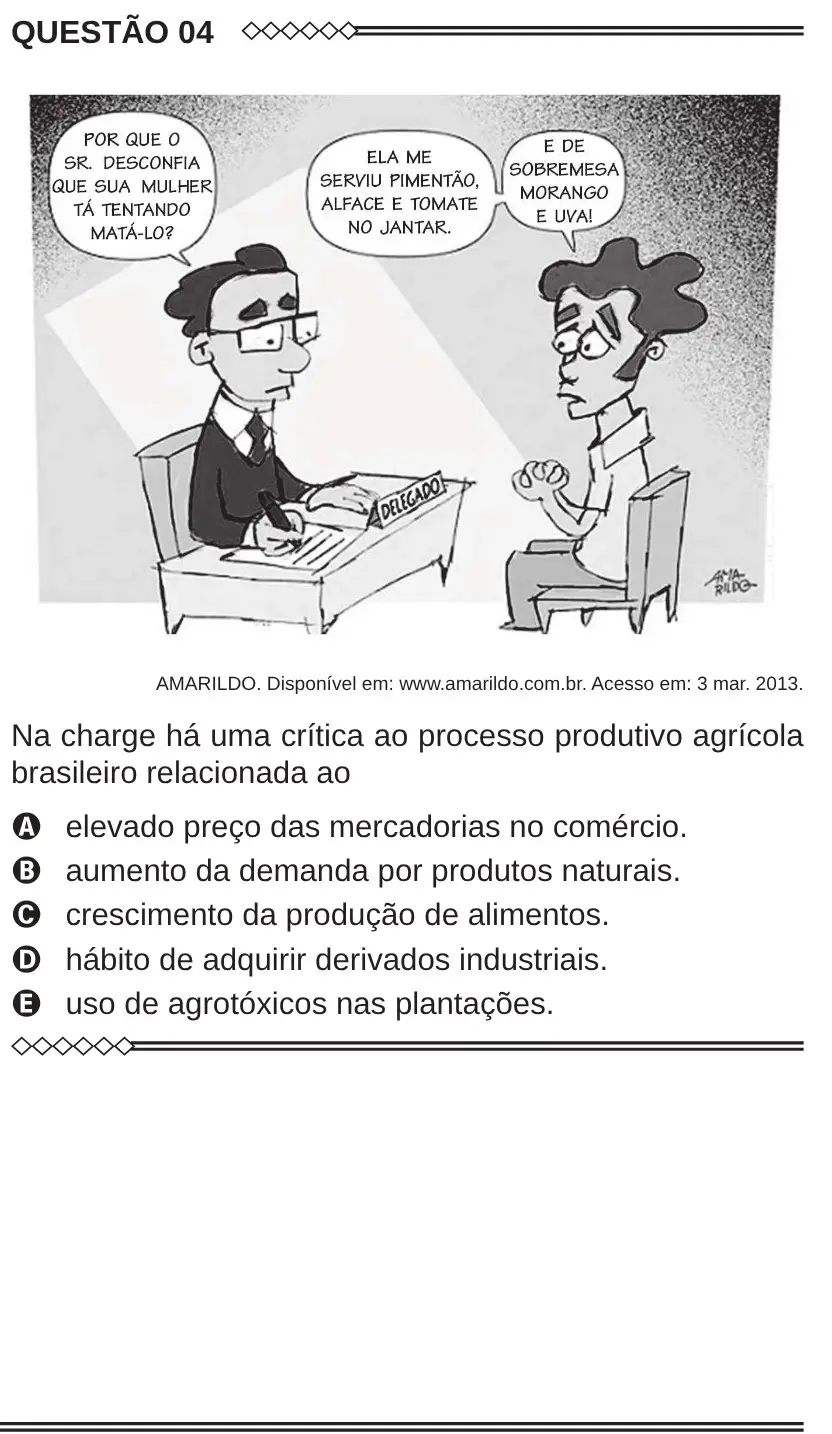 QUESTÃO 04
POR QUE O
SR. DESCONFIA
QUE SUA MULHER
TÁ TENTANDO
MATÁ-LO?
ELA ME
SERVIU PIMENTÃO,
ALFACE E TOMATE
NO JANTAR.
E DE
SOBREMESA
MORANGO
E UVA!
DELEGADO
AMA-
RILDO
AMARILDO. Disponível em: www.amarildo.com.br. Acesso em: 3 mar. 2013.
Na charge há uma crítica ao processo produtivo agrícola
brasileiro relacionada ao
A elevado preço das mercadorias no comércio.
B aumento da demanda por produtos naturais.
C crescimento da produção de alimentos.
D hábito de adquirir derivados industriais.
E uso de agrotóxicos nas plantações.